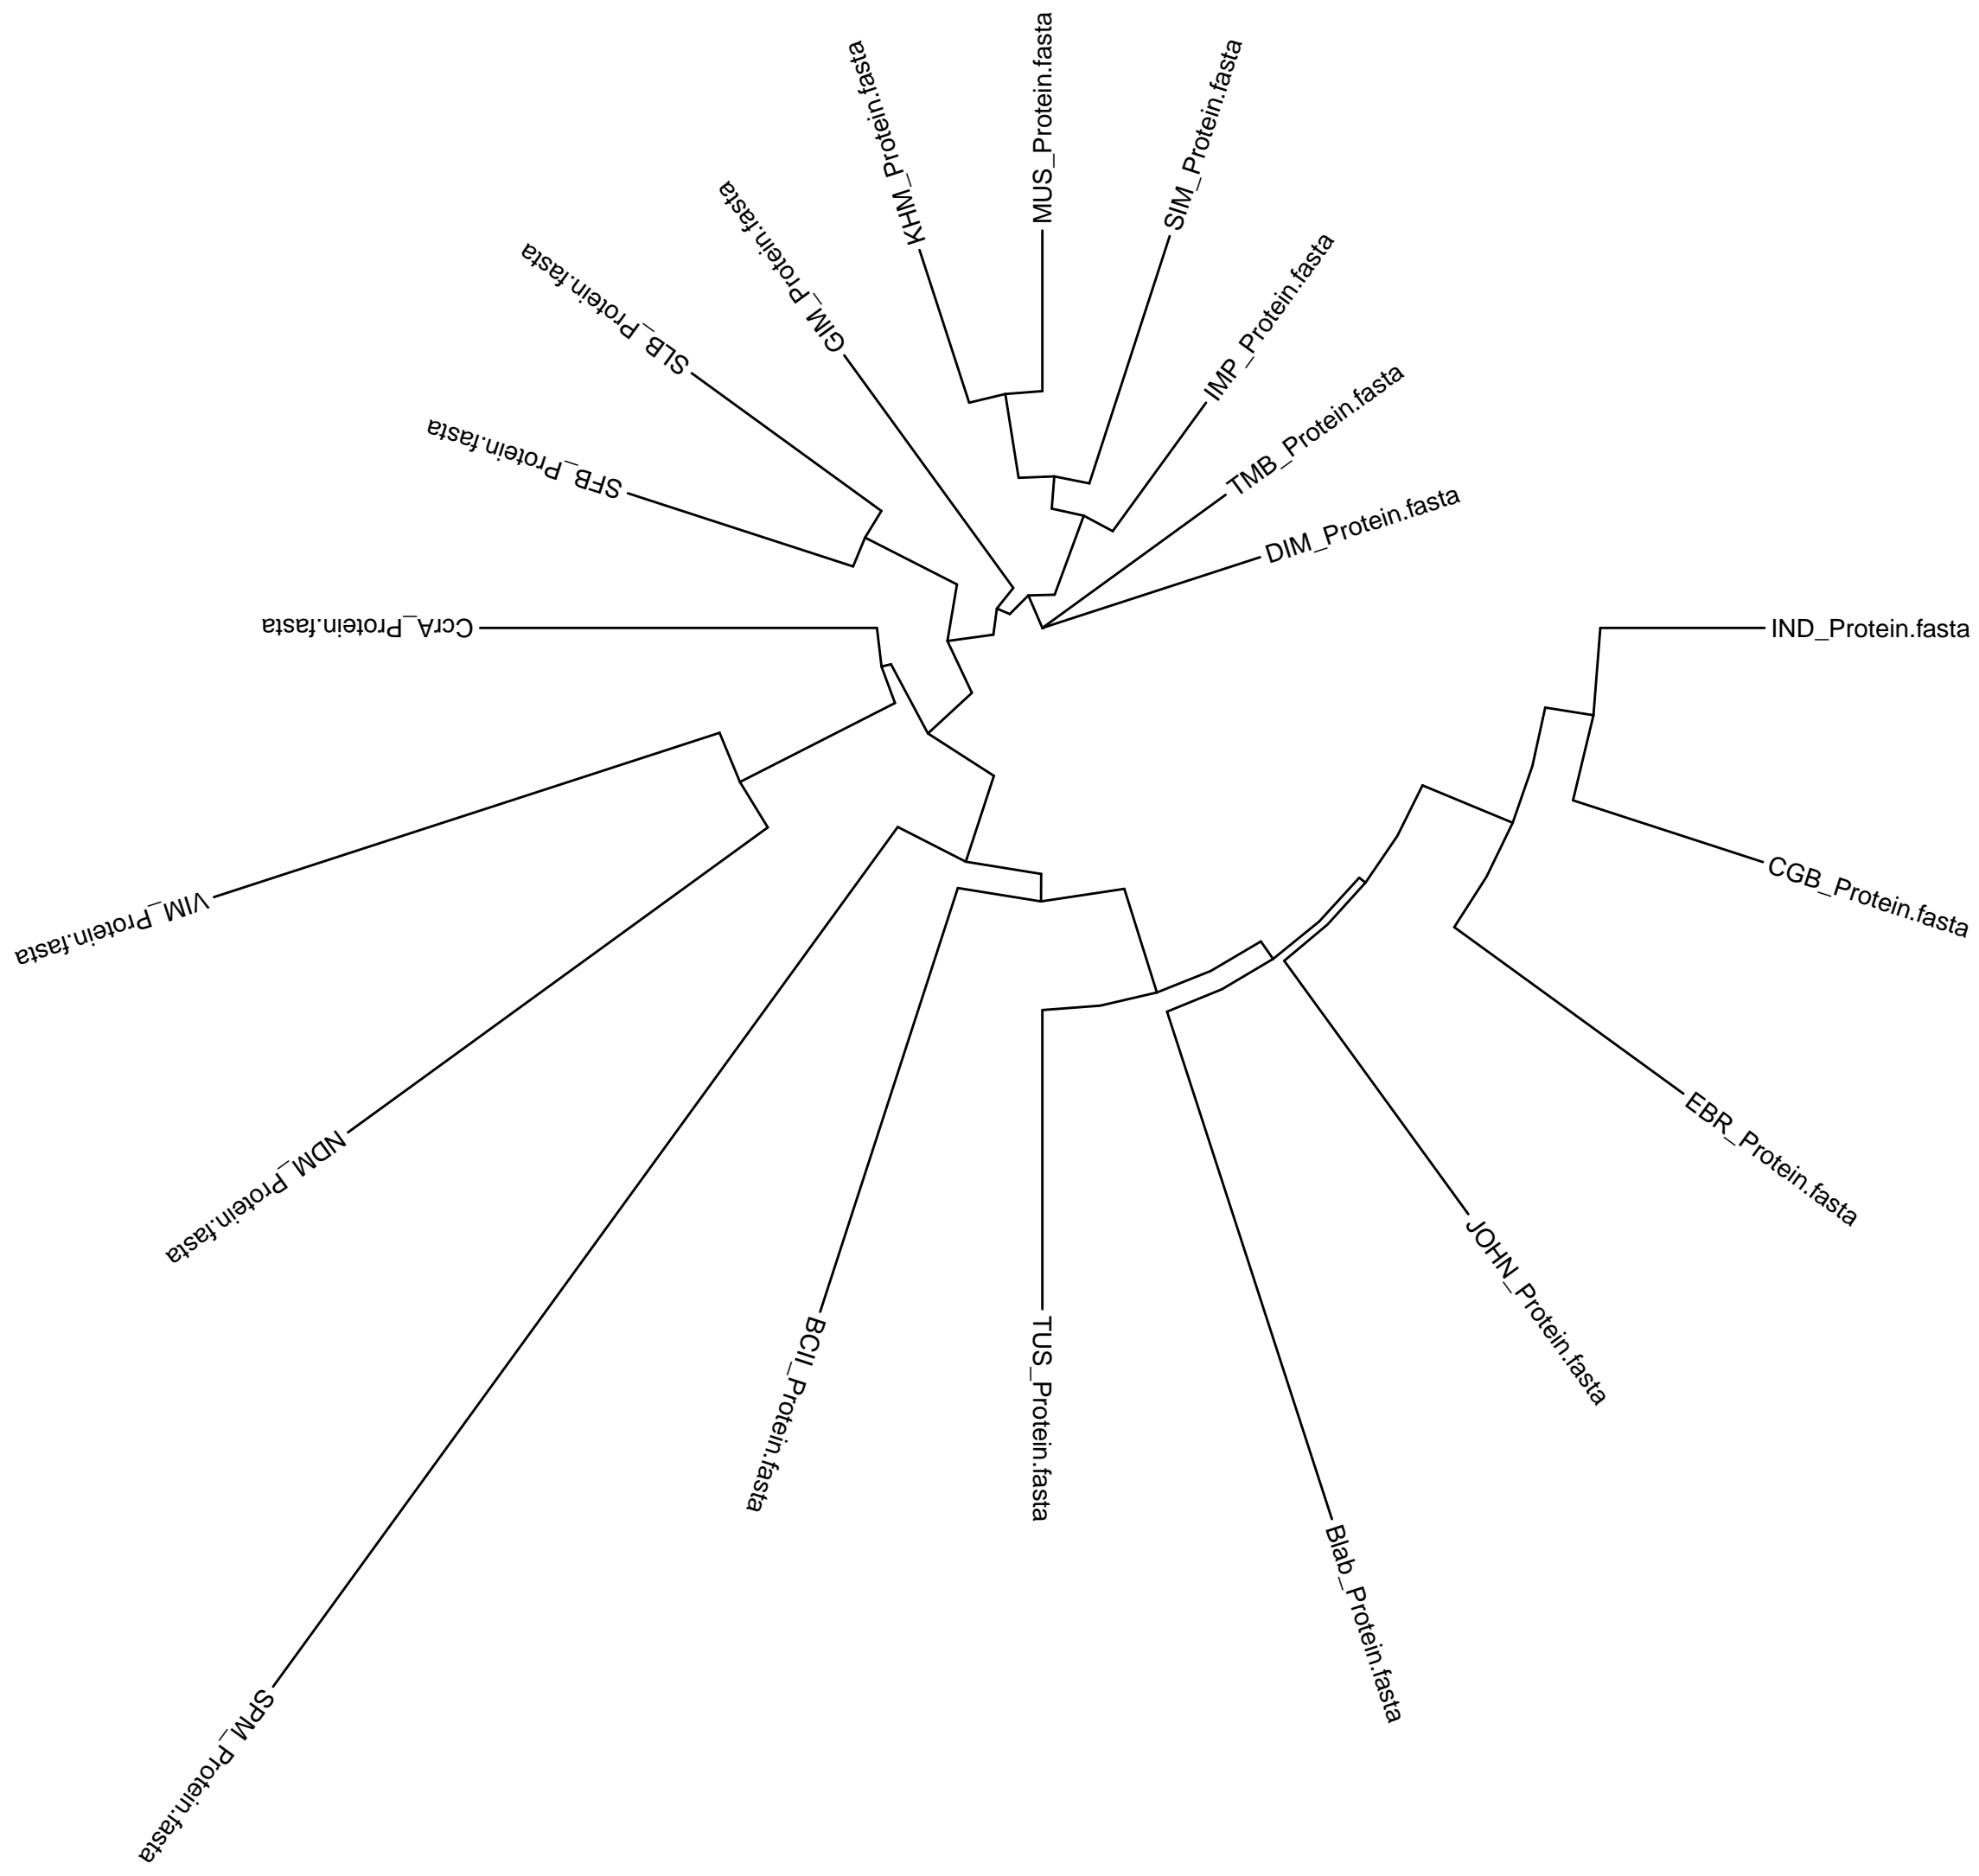 MUS_Protein.fasta
SIM_Protein.fasta
KHM_Protein.fasta
GIM_Protein.fasta
IMP_Protein.fasta
SLB_Protein.fasta
TMB_Protein.fasta
SFB_Protein.fasta
DIM_Protein.fasta
CcrA_Protein.fasta
IND_Protein.fasta
CGB_Protein.fasta
VIM_Protein.fasta
EBR_Protein.fasta
NDM_Protein.fasta
JOHN_Protein.fasta
BCII_Protein.fasta
TUS_Protein.fasta
Blab_Protein.fasta
SPM_Protein.fasta